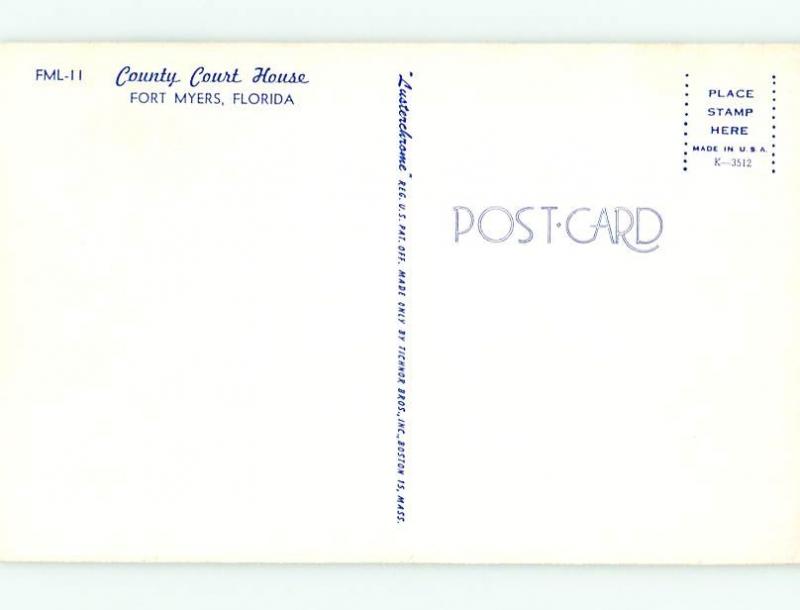 FML-11
County Court House
FORT MYERS, FLORIDA
"Lusterchrome" REG. U.S. PAT. OFF. MADE ONLY BY TICHNOR BROS., INC., BOSTON 15, MASS.
PLACE
STAMP
HERE
MADE IN U.S.A.
K—3512
POST·CARD